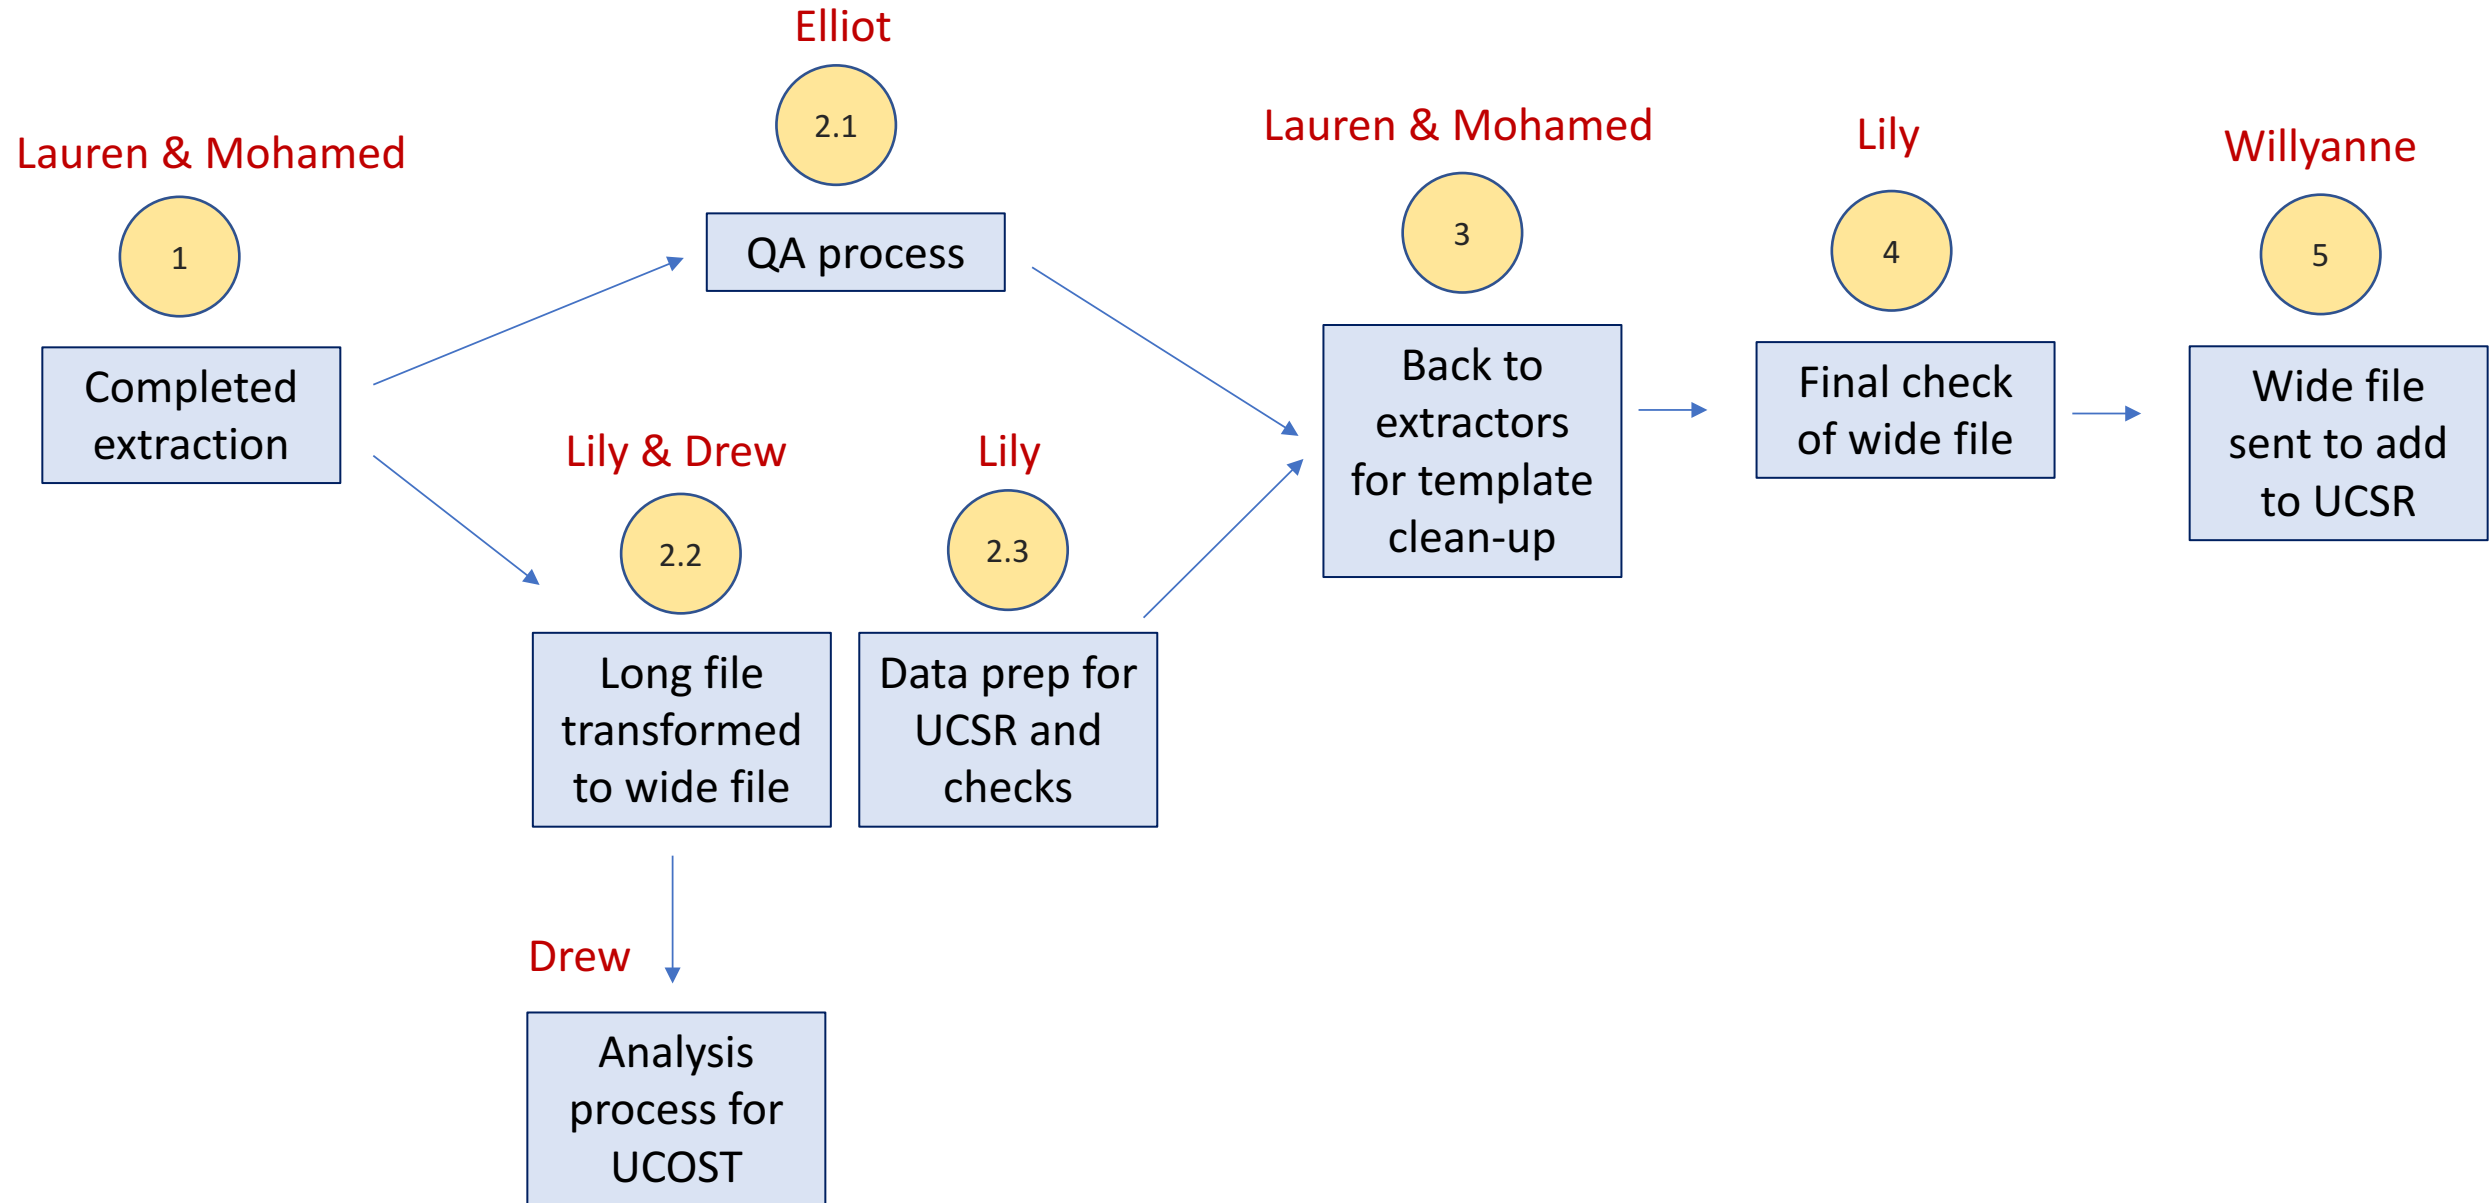 Elliot
2.1
QA process
Lauren & Mohamed
1
Completed
extraction
Lily & Drew
2.2
Long file
transformed
to wide file
Lily
2.3
Data prep for
UCSR and
checks
Drew
Analysis
process for
UCOST
Lauren & Mohamed
3
Back to
extractors
for template
clean-up
Lily
4
Final check
of wide file
Willyanne
5
Wide file
sent to add
to UCSR